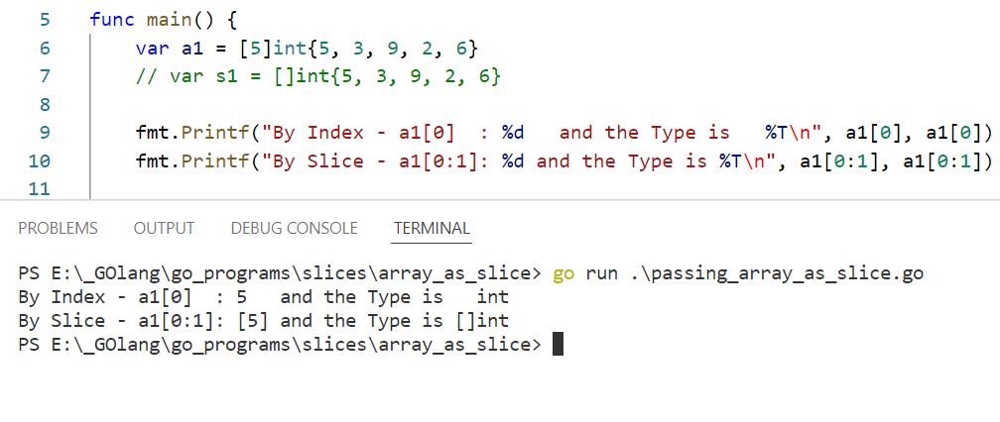 5 func main() {
6 var a1 = [5]int{5, 3, 9, 2, 6}
7 // var s1 = []int{5, 3, 9, 2, 6}
8
9 fmt.Printf("By Index - a1[0]  : %d   and the Type is   %T\n", a1[0], a1[0])
10 fmt.Printf("By Slice - a1[0:1]: %d and the Type is %T\n", a1[0:1], a1[0:1])
11
PROBLEMS OUTPUT DEBUG CONSOLE TERMINAL
PS E:\_GOlang\go_programs\slices\array_as_slice> go run .\passing_array_as_slice.go
By Index - a1[0]  : 5   and the Type is   int
By Slice - a1[0:1]: [5] and the Type is []int
PS E:\_GOlang\go_programs\slices\array_as_slice>